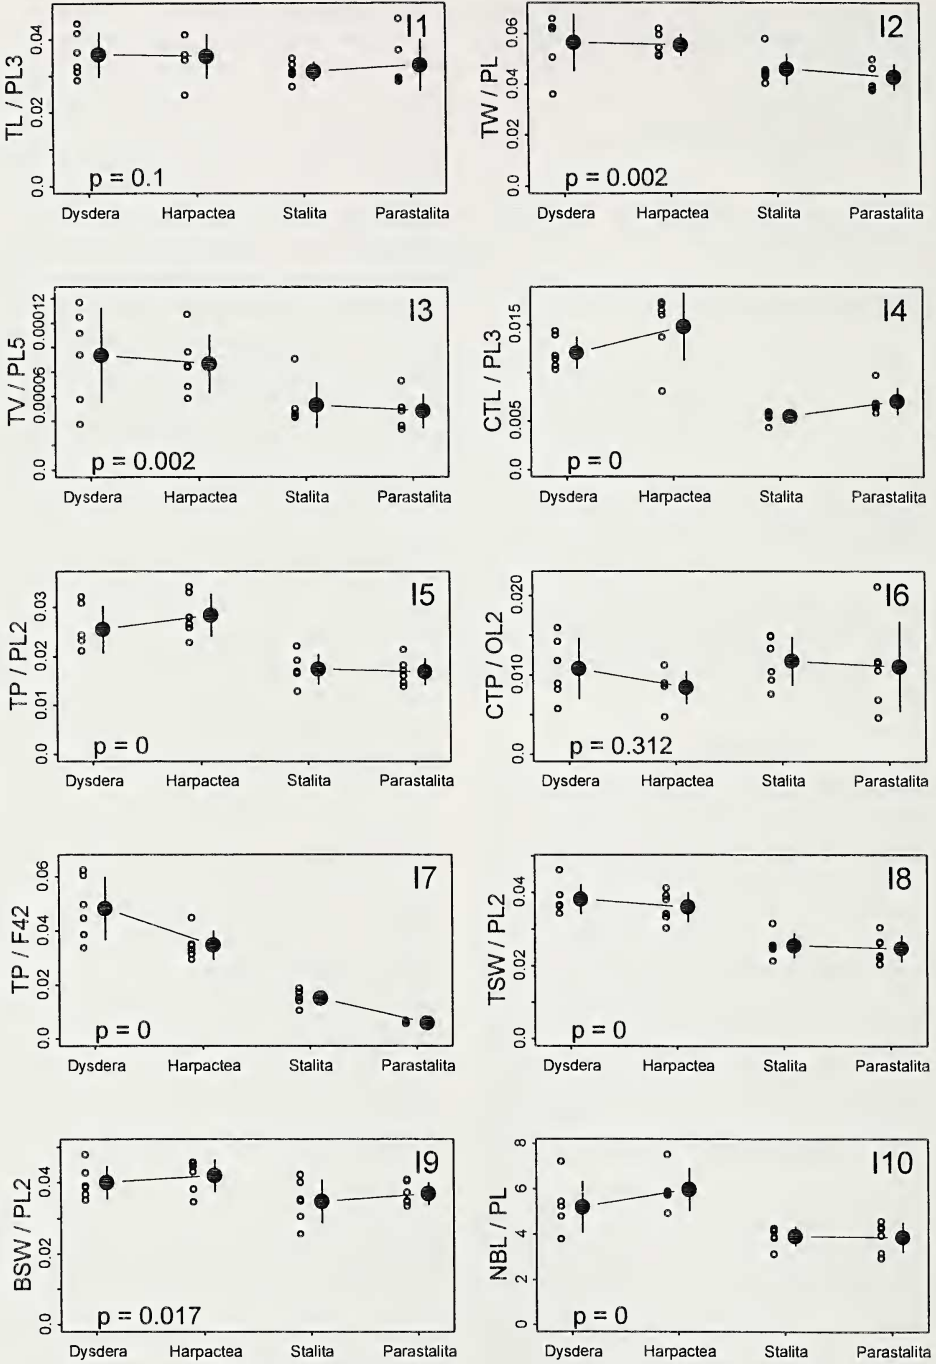 I1
TL / PL3
0.04
0.02
0.0
p = 0.1
Dysdera Harpactea Stalita Parastalita
I2
TW / PL
0.06
0.04
0.02
0.0
p = 0.002
Dysdera Harpactea Stalita Parastalita
I3
TV / PL5
0.00012
0.00006
0.0
p = 0.002
Dysdera Harpactea Stalita Parastalita
I4
CTL / PL3
0.015
0.005
0.0
p = 0
Dysdera Harpactea Stalita Parastalita
I5
TP / PL2
0.03
0.02
0.01
0.0
p = 0
Dysdera Harpactea Stalita Parastalita
I6
CTP / OL2
0.020
0.010
0.0
p = 0.312
Dysdera Harpactea Stalita Parastalita
I7
TP / F42
0.06
0.04
0.02
0.0
p = 0
Dysdera Harpactea Stalita Parastalita
I8
TSW / PL2
0.04
0.02
0.0
p = 0
Dysdera Harpactea Stalita Parastalita
I9
BSW / PL2
0.04
0.02
0.0
p = 0.017
Dysdera Harpactea Stalita Parastalita
I10
NBL / PL
8
6
4
2
0
p = 0
Dysdera Harpactea Stalita Parastalita